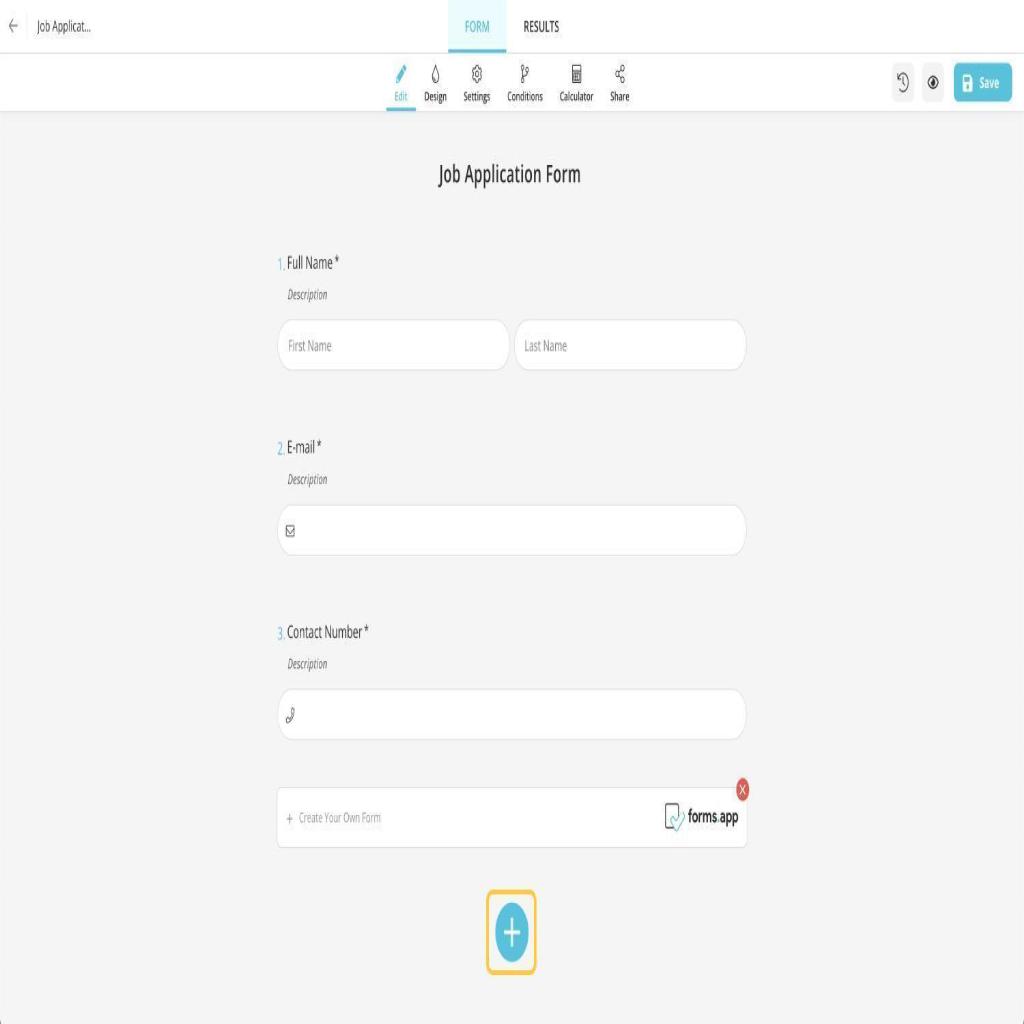 Job Applicat...
FORM RESULTS
Edit Design Settings Conditions Calculator Share
Save
Job Application Form
1. Full Name *
Description
First Name Last Name
2. E-mail *
Description
3. Contact Number *
Description
X
+ Create Your Own Form forms.app